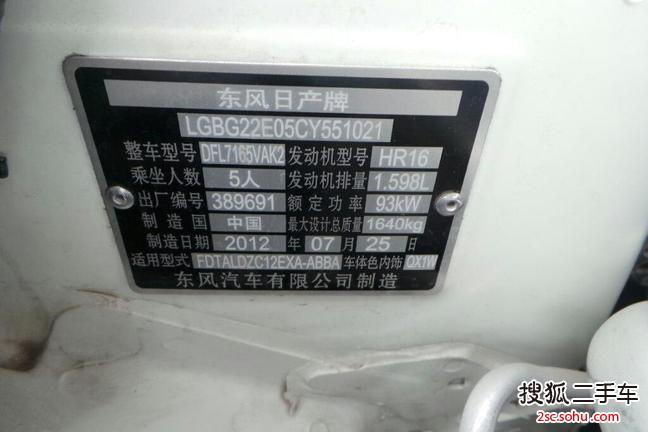 东风日产牌
LGBG22E05CY551021
整车型号 DFL7165VAK2 发动机型号 HR16
乘坐人数 5人 发动机排量 1.598L
出厂编号 389691 额定功率 93kW
制造国 中国 最大设计总质量 1640kg
制造日期 2012 年 07 月 25 日
适用型式 FDTALDZC12EXA-ABBA 车体色内饰 QX1W
东风汽车有限公司制造
搜狐二手车
2sc.sohu.com